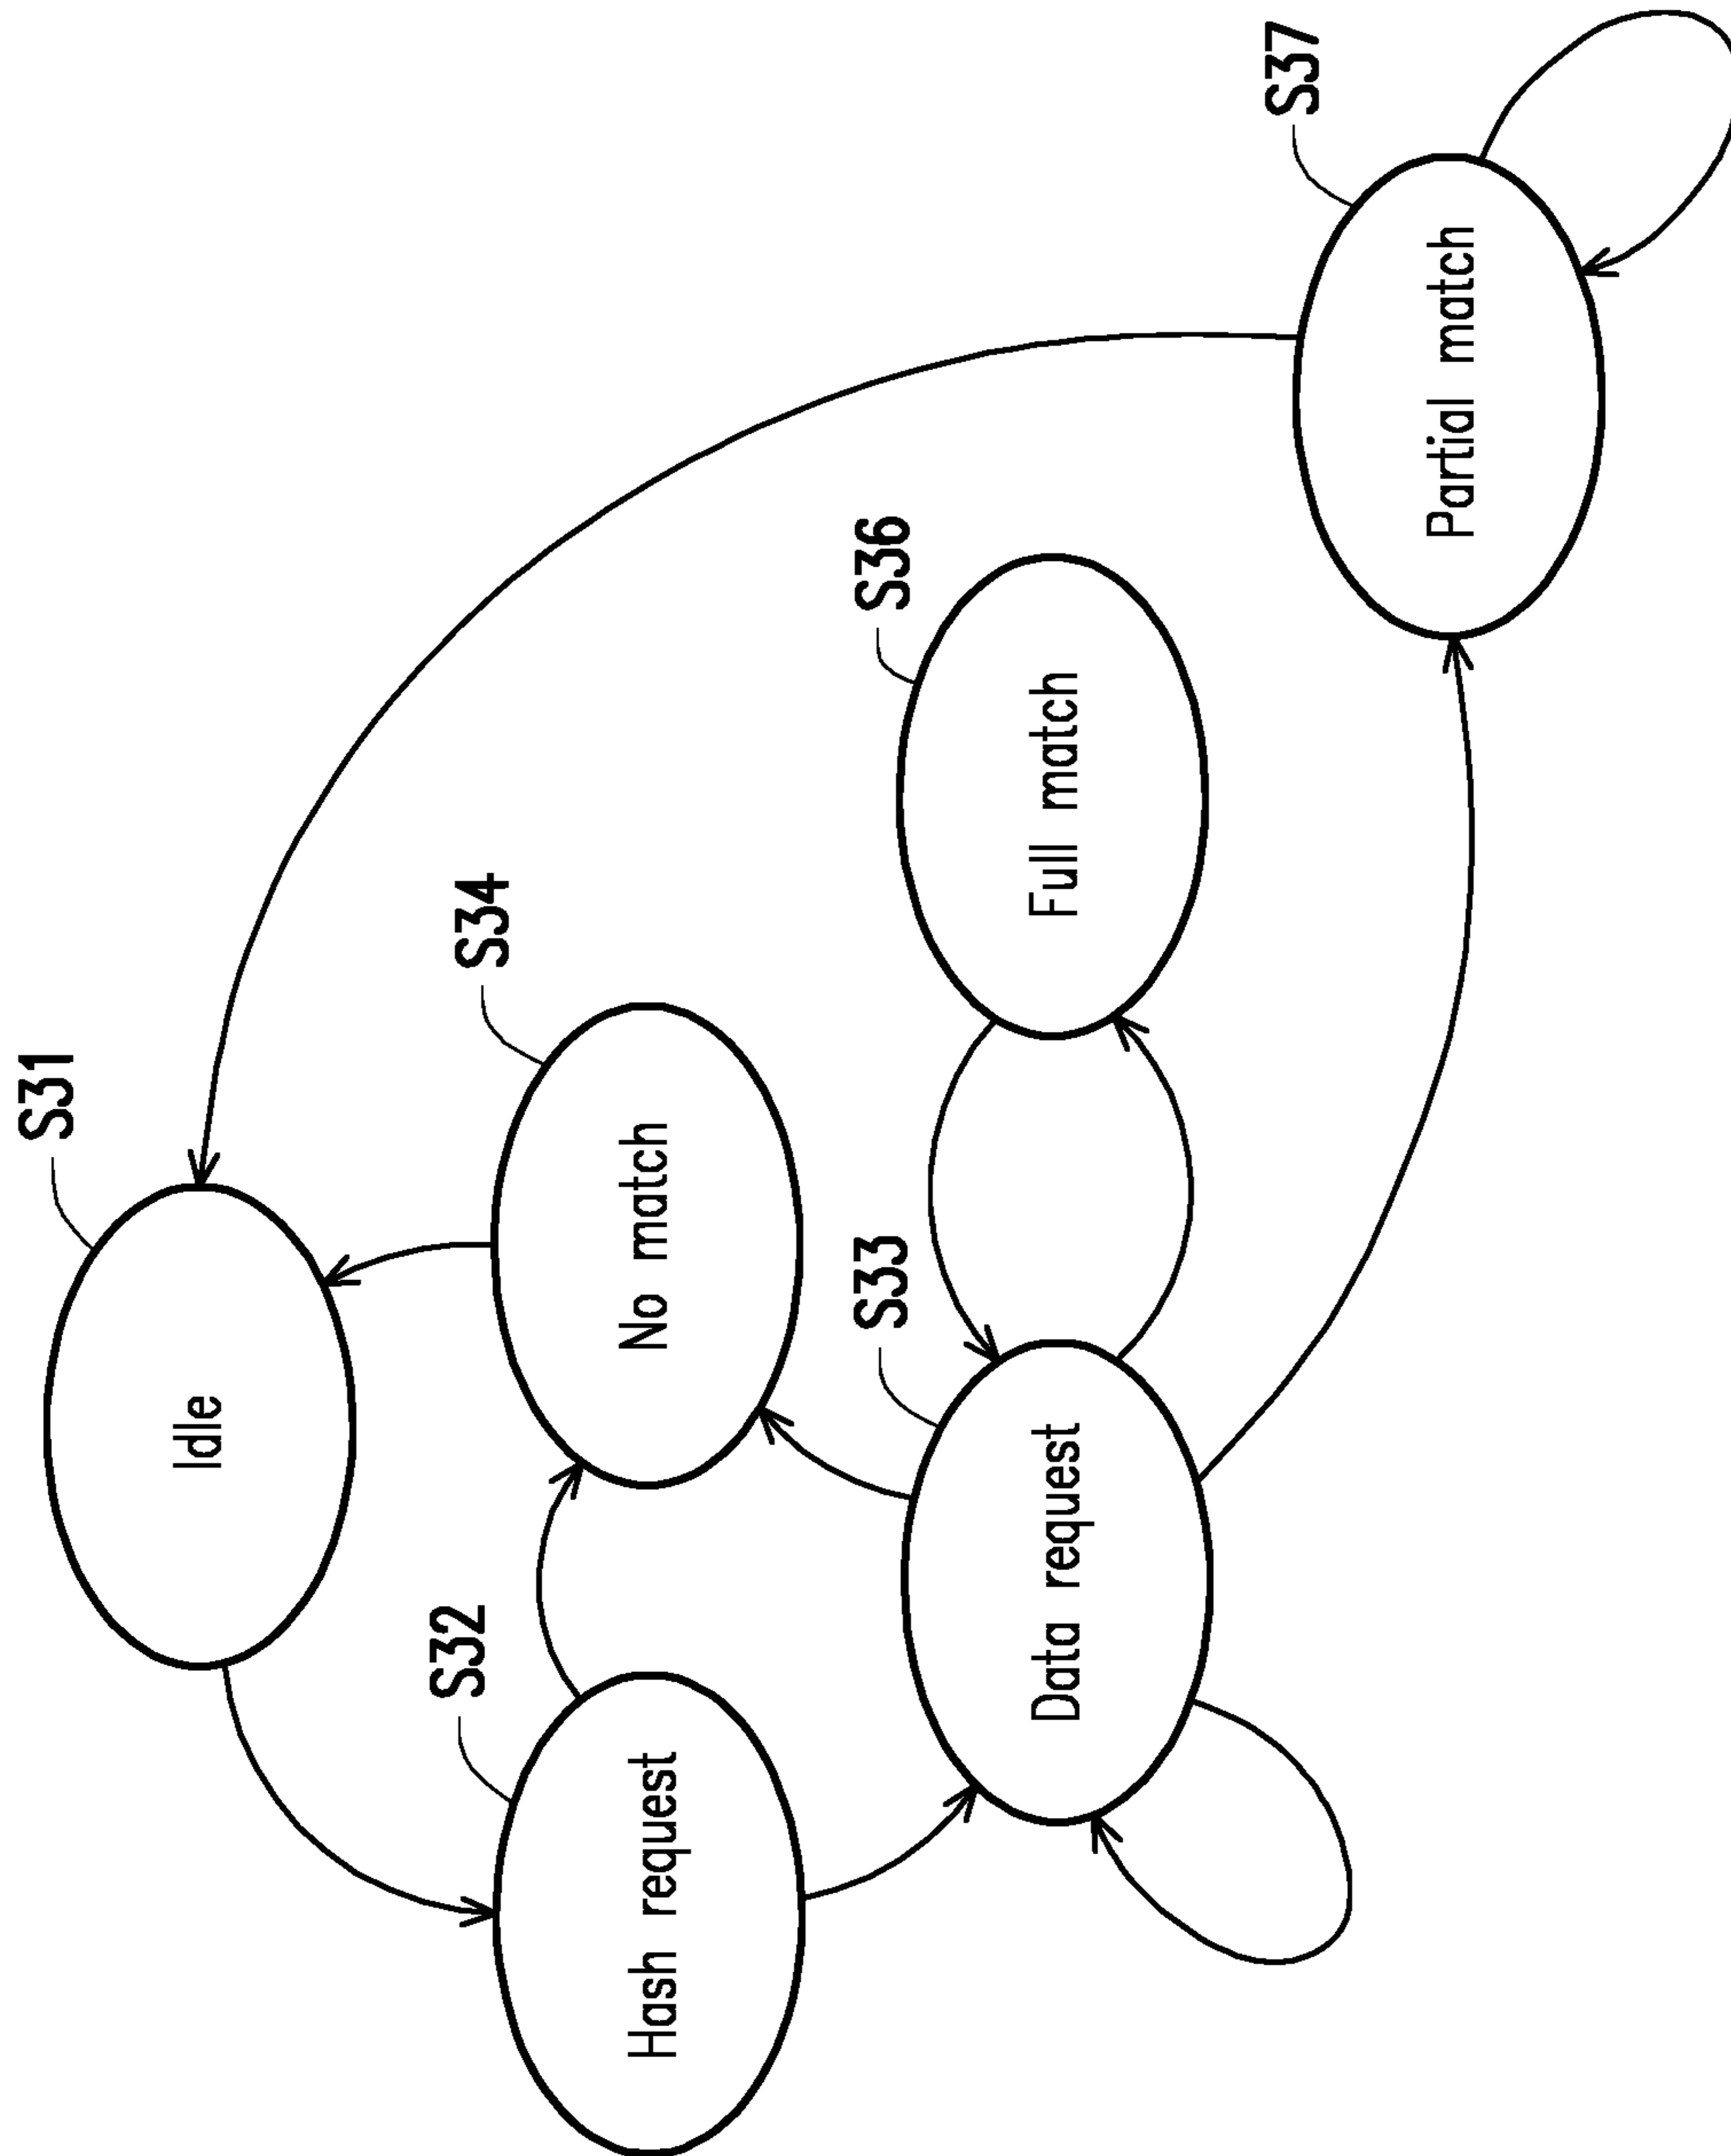 S31
Idle
S32
Hash request
S34
No match
S33
Data request
S36
Full match
S37
Partial match